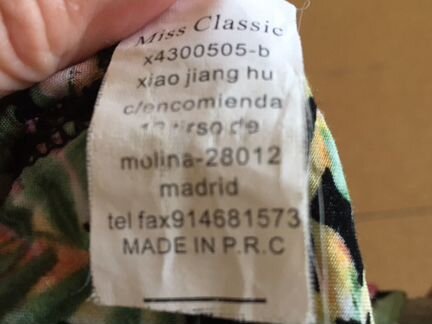 Miss Classic
x4300505-b
xiao jiang hu
c/encomienda
tirso de
molina-28012
madrid
tel fax914681573
MADE IN P.R.C